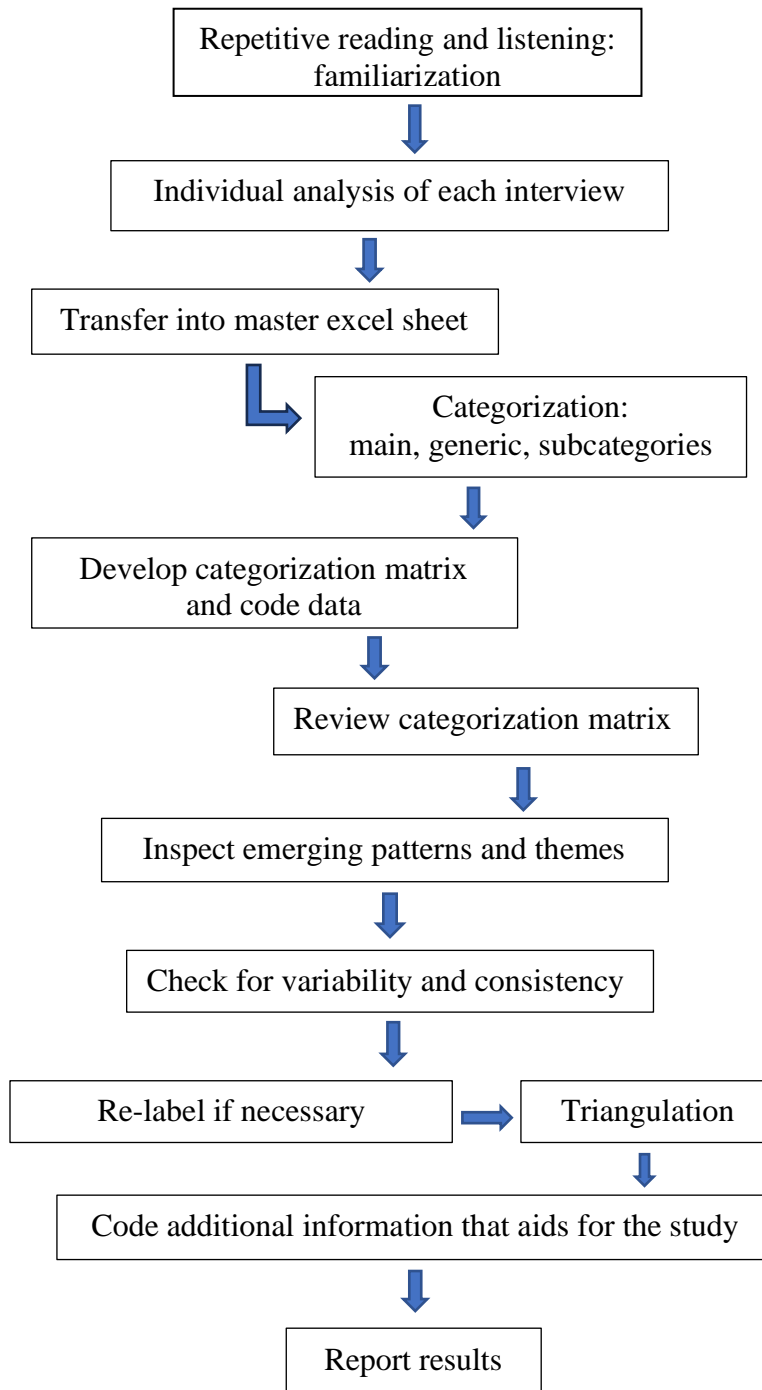 Repetitive reading and listening:
familiarization
Individual analysis of each interview
Transfer into master excel sheet
Categorization:
main, generic, subcategories
Develop categorization matrix
and code data
Review categorization matrix
Inspect emerging patterns and themes
Check for variability and consistency
Re-label if necessary
Triangulation
Code additional information that aids for the study
Report results